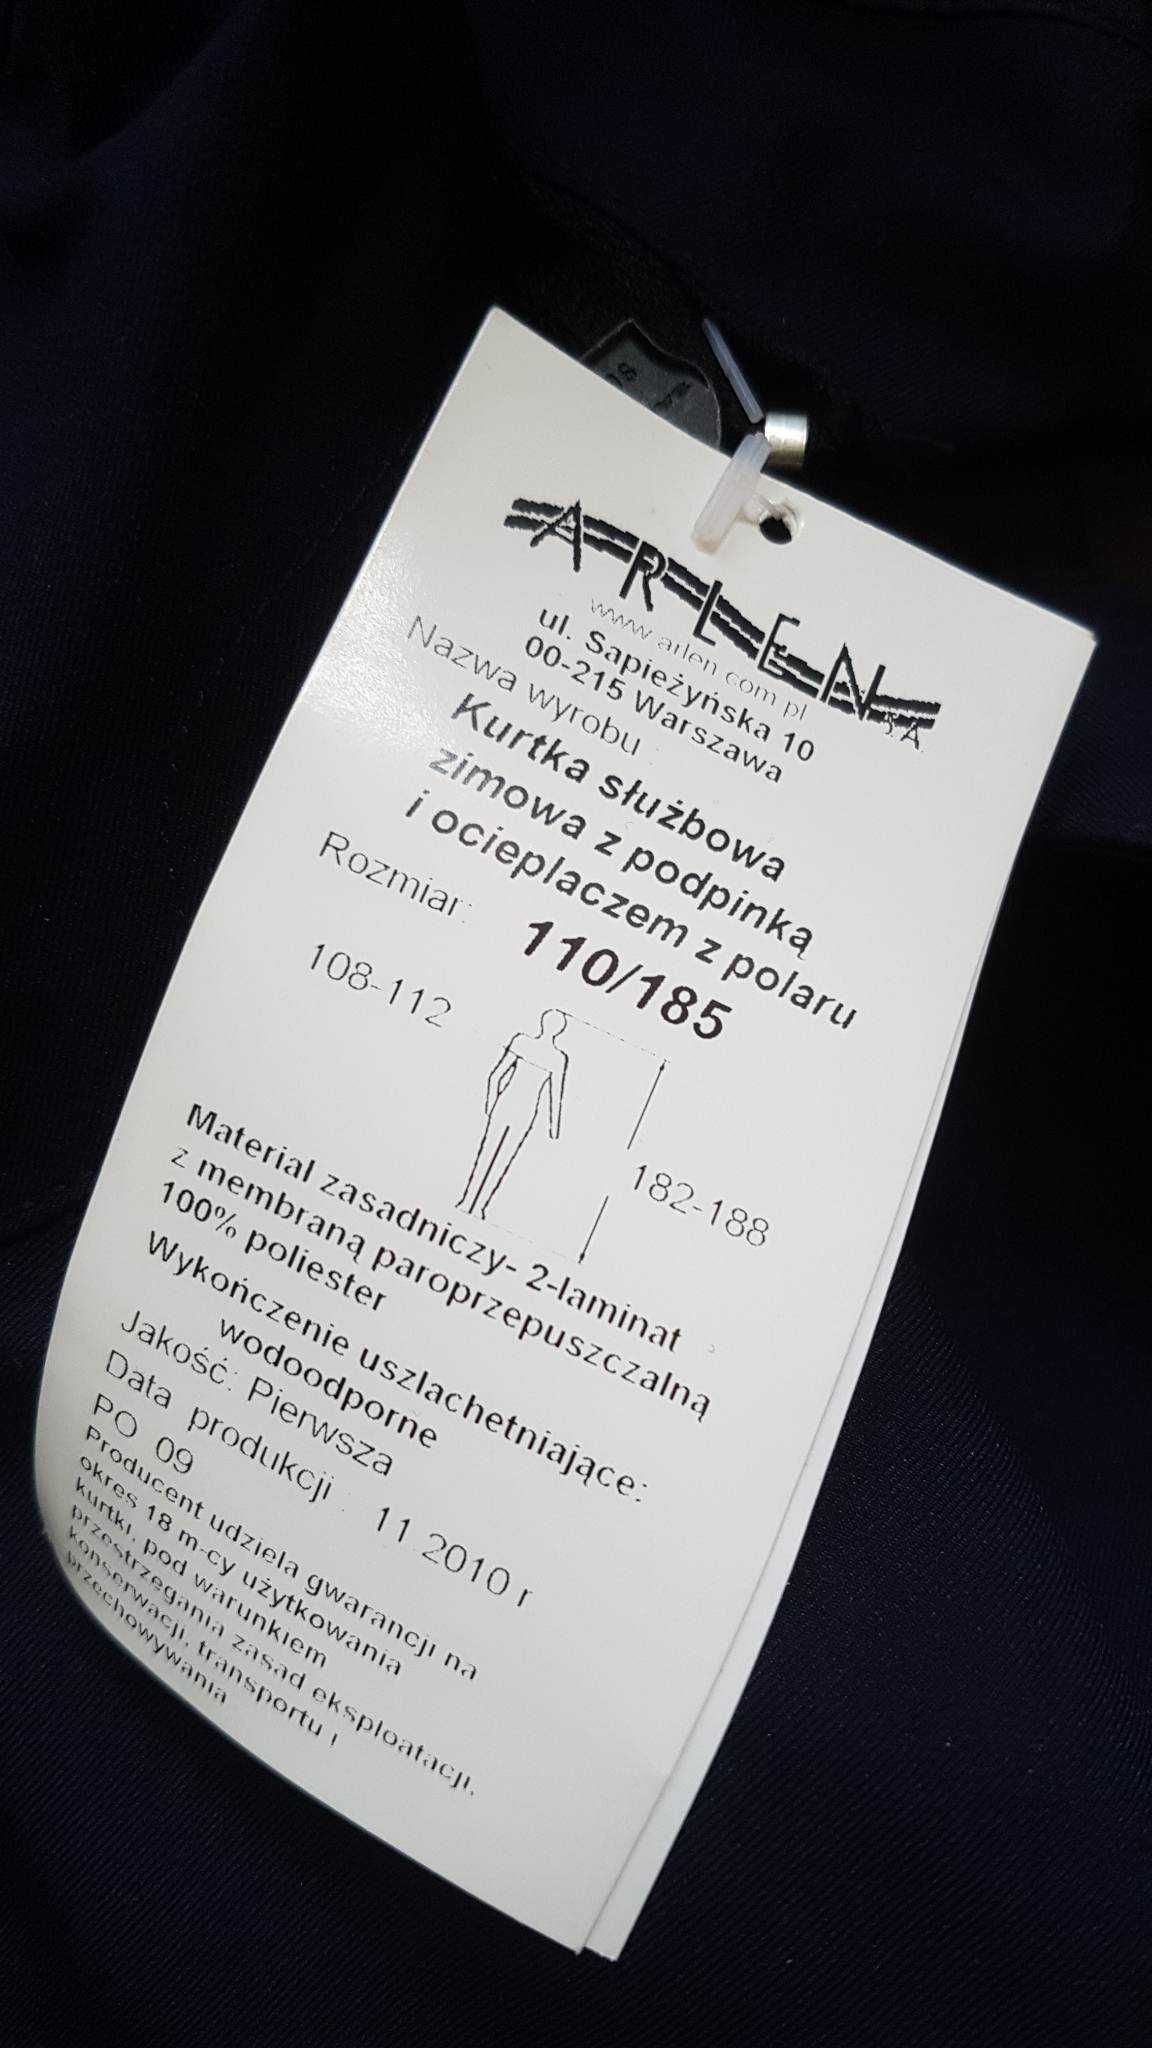 ARLEN S.A.
www.arlen.com.pl
ul. Sapieżyńska 10
00-215 Warszawa
Nazwa wyrobu :
Kurtka służbowa
zimowa z podpinką
i ocieplaczem z polaru
Rozmiar: 110/185
108-112
182-188
Materiał zasadniczy- 2-laminat
z membraną paroprzepuszczalną
100% poliester
Wykończenie uszlachetniające:
wodoodporne
Jakość: Pierwsza
Data produkcji : 11.2010 r
PO 09
Producent udziela gwarancji na
okres 18 m-cy użytkowania
kurtki, pod warunkiem
przestrzegania zasad eksploatacji,
konserwacji, transportu i
przechowywania